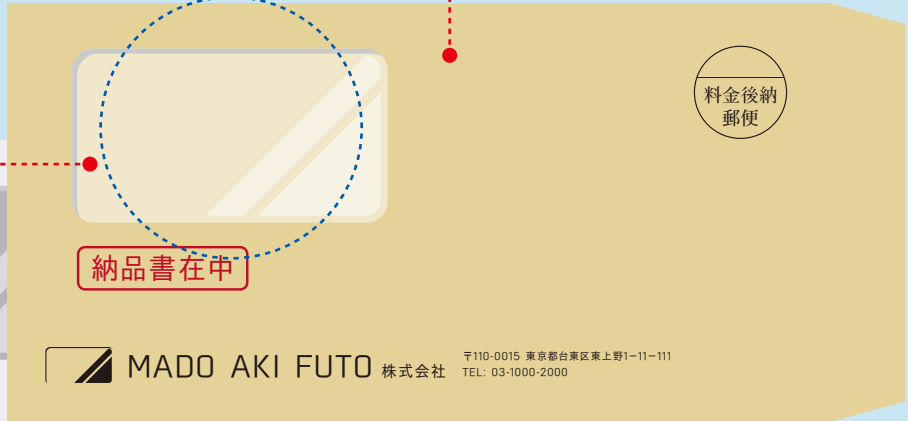 料金後納
郵便
納品書在中
MADO AKI FUTO 株式会社
〒110-0015 東京都台東区東上野1-11-111
TEL: 03-1000-2000